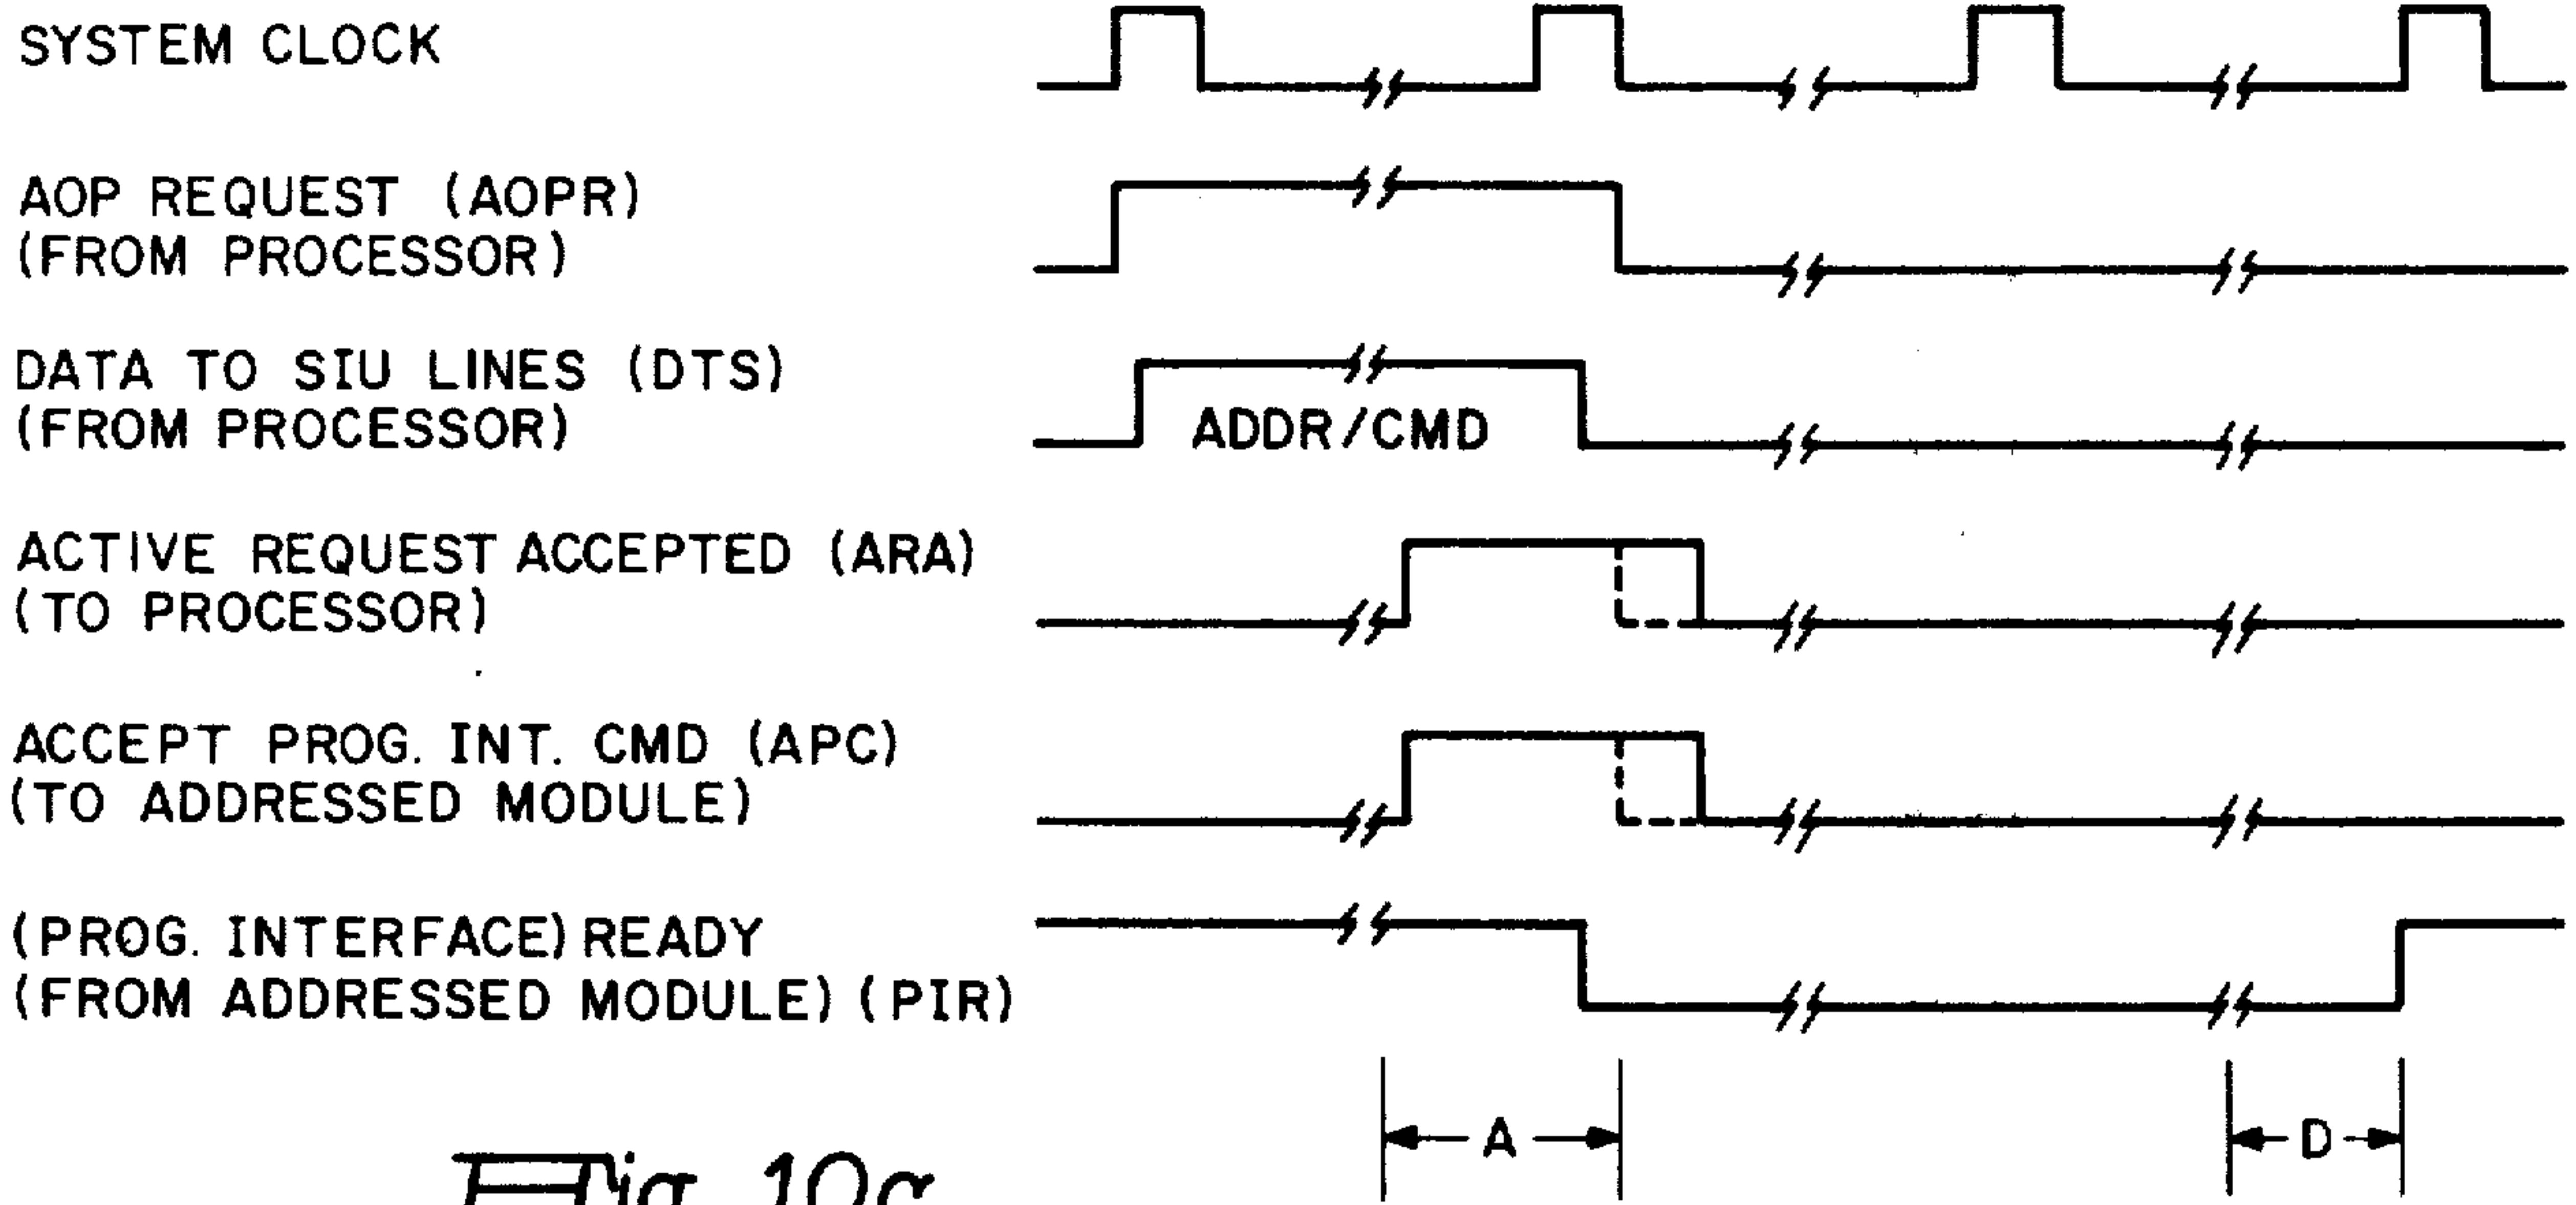 SYSTEM CLOCK
AOP REQUEST (AOPR)
(FROM PROCESSOR)
DATA TO SIU LINES (DTS)
(FROM PROCESSOR)
ADDR/CMD
ACTIVE REQUEST ACCEPTED (ARA)
(TO PROCESSOR)
ACCEPT PROG. INT. CMD (APC)
(TO ADDRESSED MODULE)
(PROG. INTERFACE) READY
(FROM ADDRESSED MODULE) (PIR)
A
D